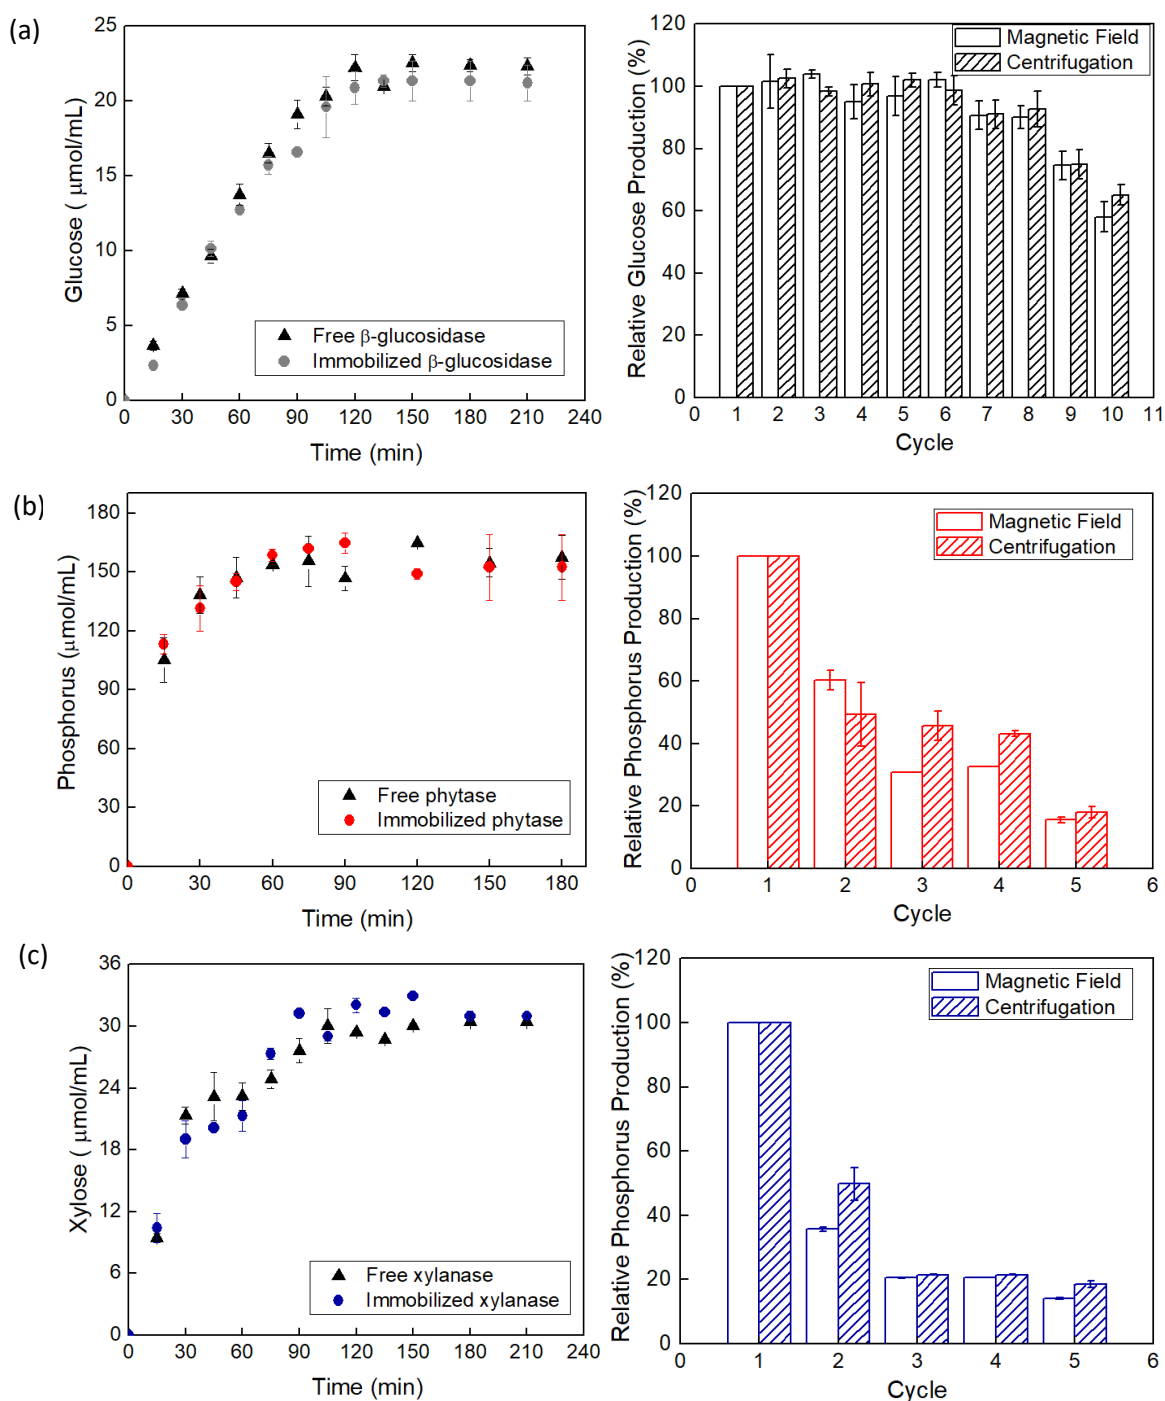 (a)
Glucose ( μmol/mL)
25
20
15
10
5
0
0 30 60 90 120 150 180 210 240
Time (min)
Free β-glucosidase
Immobilized β-glucosidase
Relative Glucose Production (%)
120
100
80
60
40
20
0
0 1 2 3 4 5 6 7 8 9 10 11
Cycle
Magnetic Field
Centrifugation
(b)
Phosphorus (μmol/mL)
180
150
120
90
60
30
0
0 30 60 90 120 150 180
Time (min)
Free phytase
Immobilized phytase
Relative Phosphorus Production (%)
120
100
80
60
40
20
0
0 1 2 3 4 5 6
Cycle
Magnetic Field
Centrifugation
(c)
Xylose ( μmol/mL)
36
30
24
18
12
6
0
0 30 60 90 120 150 180 210 240
Time (min)
Free xylanase
Immobilized xylanase
Relative Phosphorus Production (%)
120
100
80
60
40
20
0
0 1 2 3 4 5 6
Cycle
Magnetic Field
Centrifugation